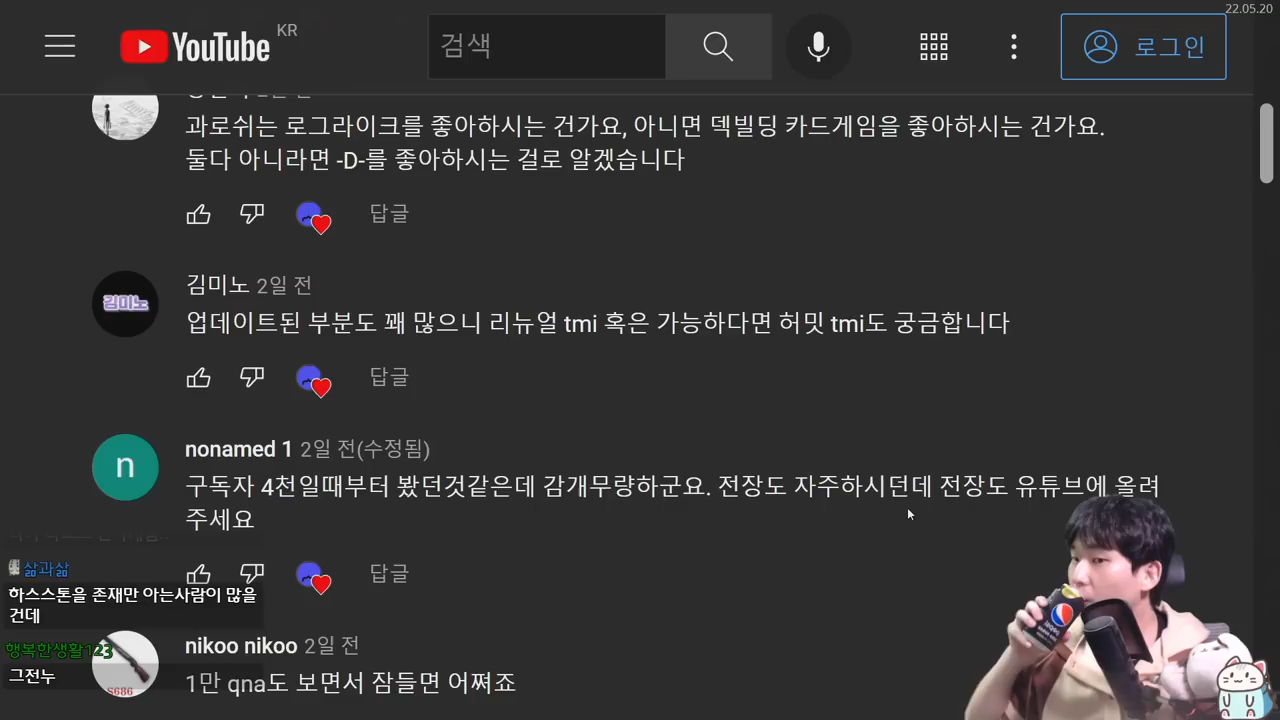 22.05.20
YouTube KR
검색
로그인
과로쉬는 로그라이크를 좋아하시는 건가요, 아니면 덱빌딩 카드게임을 좋아하시는 건가요.
둘다 아니라면 -D-를 좋아하시는 걸로 알겠습니다
답글
김미노
김미노 2일 전
업데이트된 부분도 꽤 많으니 리뉴얼 tmi 혹은 가능하다면 허밋 tmi도 궁금합니다
답글
n
nonamed 1 2일 전(수정됨)
구독자 4천일때부터 봤던것같은데 감개무량하군요. 전장도 자주하시던데 전장도 유튜브에 올려
주세요
답글
삶과삶
하스스톤을 존재만 아는사람이 많을
건데
행복한생활123
그전누
S686
nikoo nikoo 2일 전
1만 qna도 보면서 잠들면 어쪄죠
pepsi